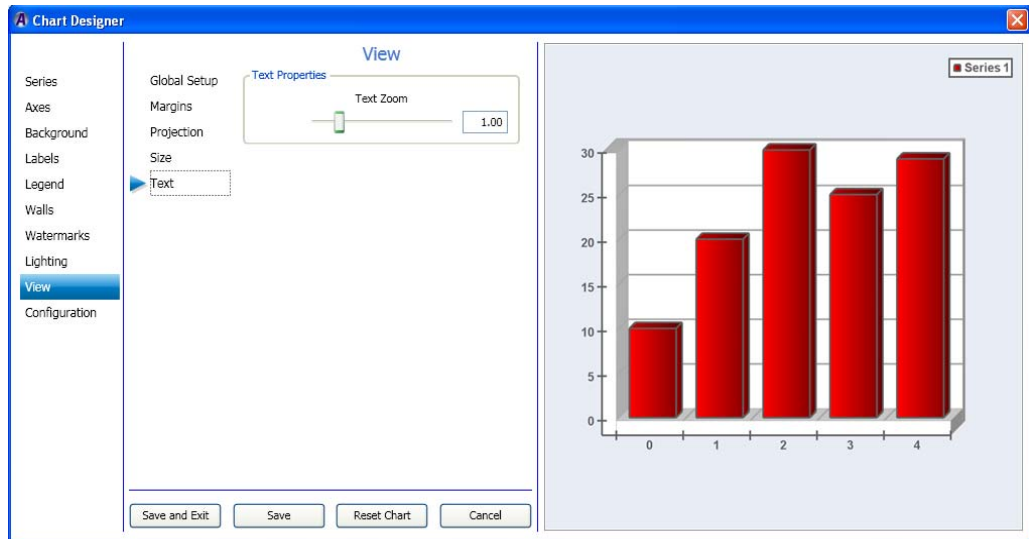 Chart Designer
Series
Axes
Background
Labels
Legend
Walls
Watermarks
Lighting
View
Configuration
Global Setup
Margins
Projection
Size
Text
View
Text Properties
Text Zoom
1.00
Save and Exit
Save
Reset Chart
Cancel
Series 1
30
25
20
15
10
5
0
0 1 2 3 4